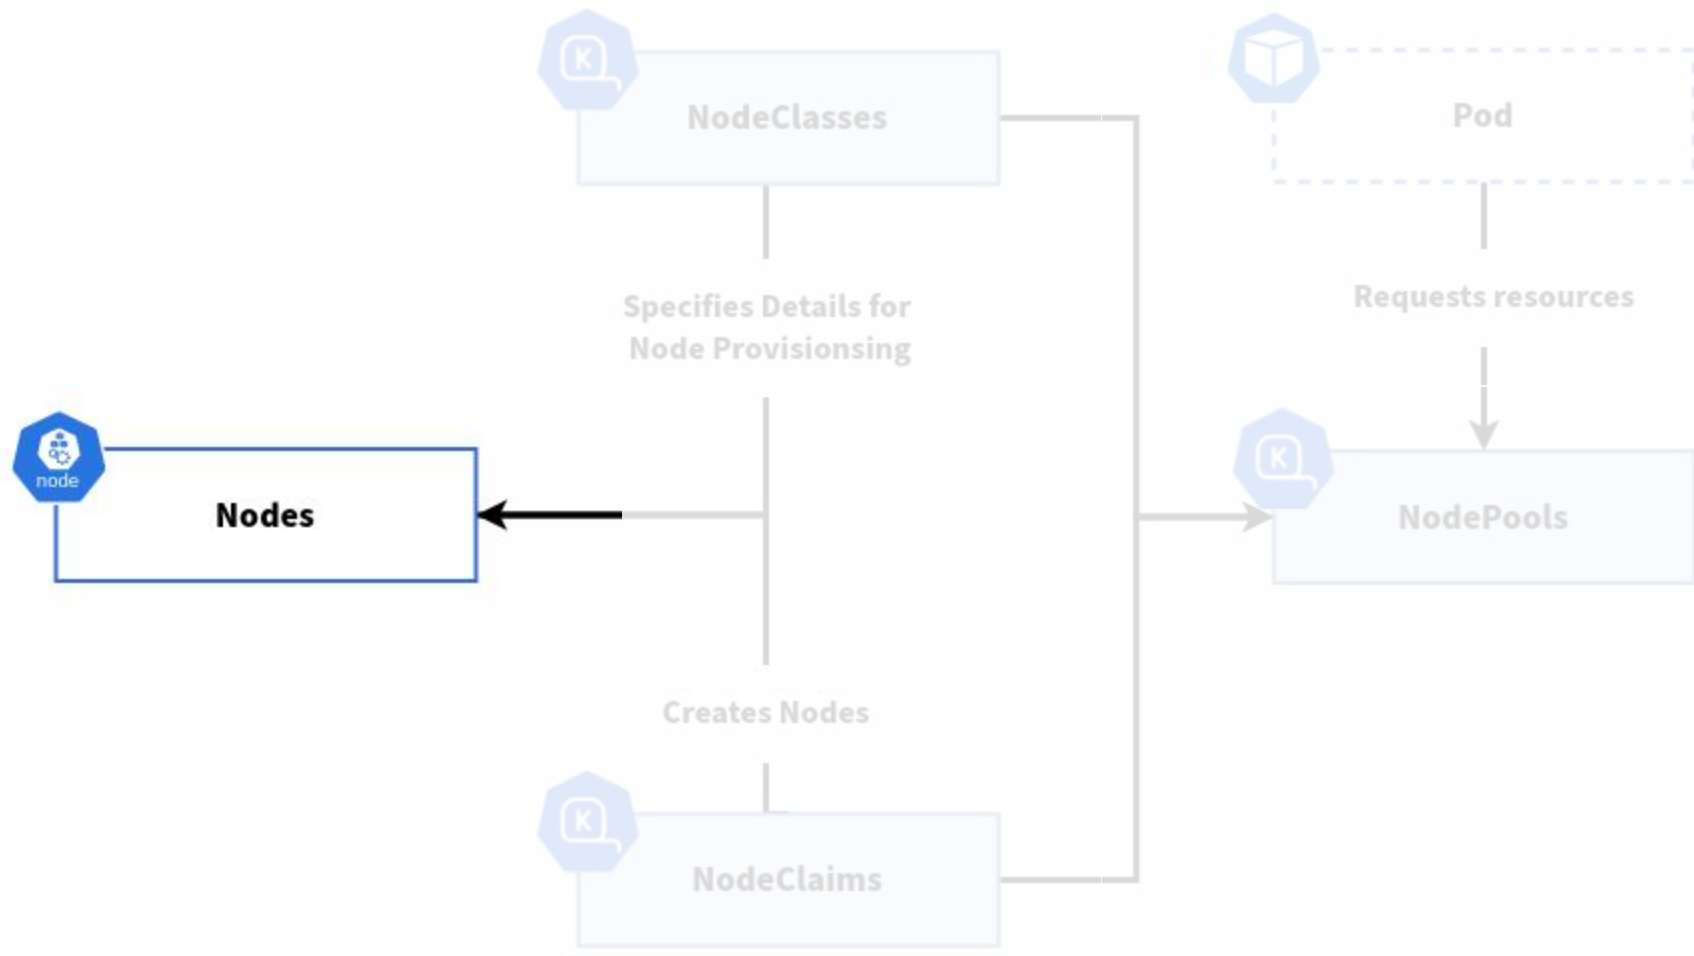 K
NodeClasses
Pod
Specifies Details for
Node Provisionsing
Requests resources
node
Nodes
K
NodePools
Creates Nodes
K
NodeClaims